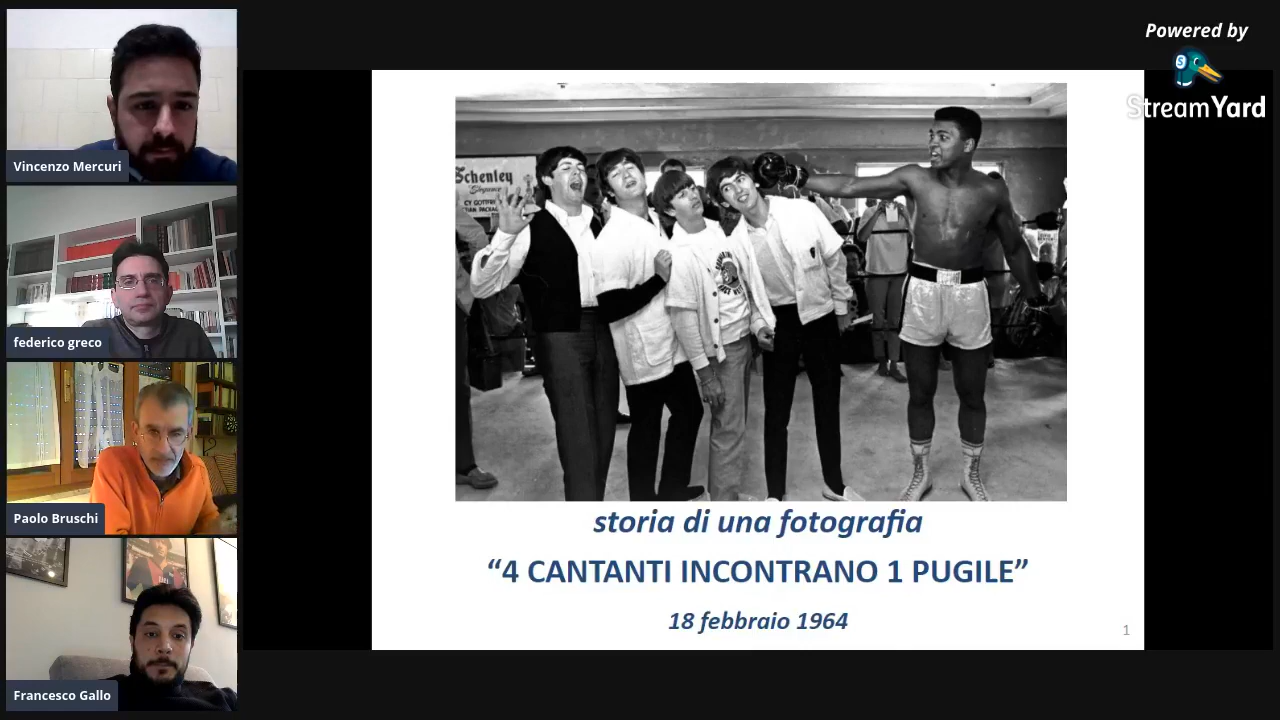 Vincenzo Mercuri
federico greco
Paolo Bruschi
Francesco Gallo
Powered by
StreamYard
Schenley
storia di una fotografia
“4 CANTANTI INCONTRANO 1 PUGILE”
18 febbraio 1964
1